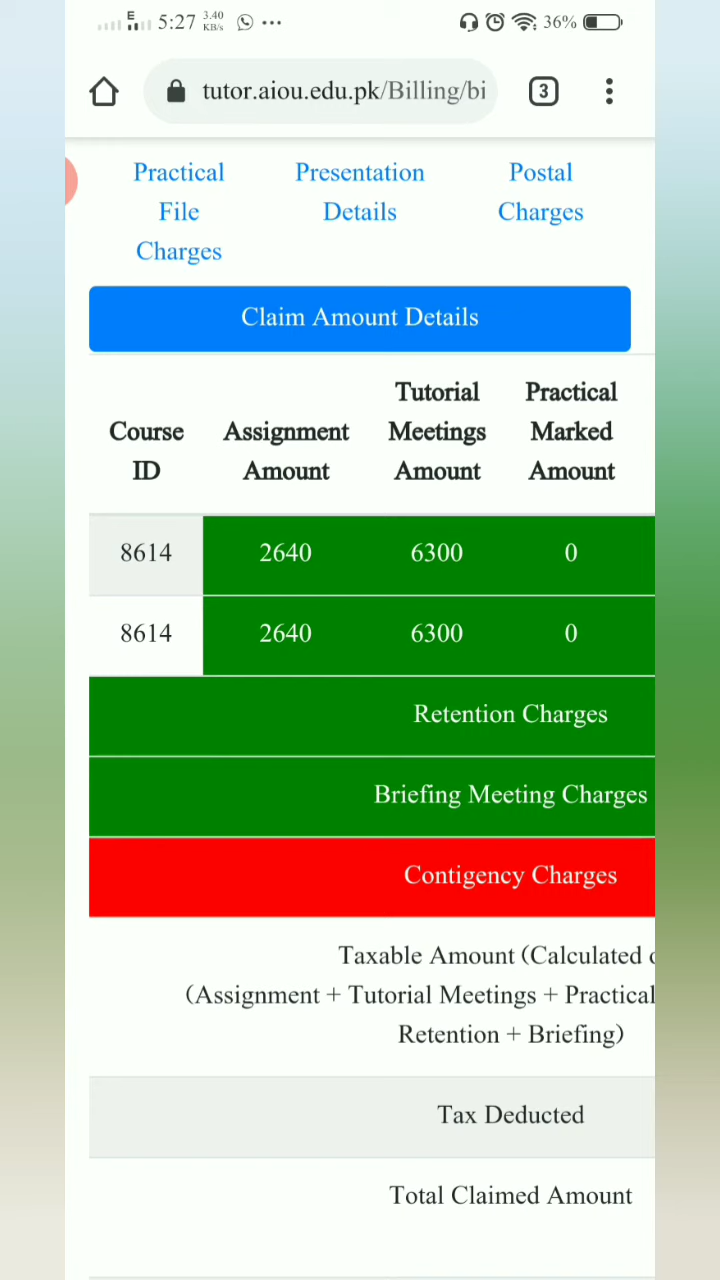 E 5:27 3.40 KB/s ... 36%
tutor.aiou.edu.pk/Billing/bi 3
Practical Presentation Postal
File Details Charges
Charges
Claim Amount Details
Tutorial Practical
Course Assignment Meetings Marked
ID Amount Amount Amount
8614 2640 6300 0
8614 2640 6300 0
Retention Charges
Briefing Meeting Charges
Contigency Charges
Taxable Amount (Calculated
(Assignment + Tutorial Meetings + Practical
Retention + Briefing)
Tax Deducted
Total Claimed Amount